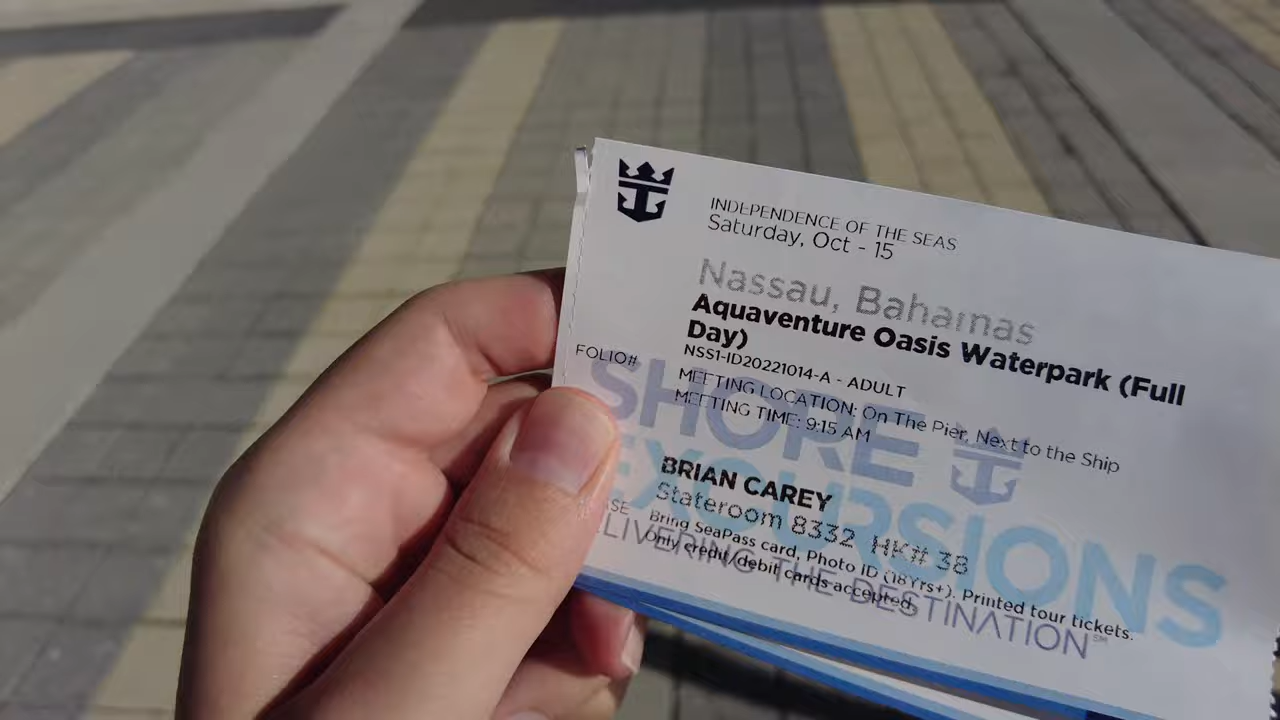 INDEPENDENCE OF THE SEAS
Saturday, Oct - 15
Nassau, Bahamas
Aquaventure Oasis Waterpark (Full
Day)
NSS1-ID20221014-A - ADULT
FOLIO#
MEETING LOCATION: On The Pier, Next to the Ship
MEETING TIME: 9:15 AM
SHORE
EXCURSIONS
BRIAN CAREY
Stateroom 8332 HK# 38
Bring SeaPass card, Photo ID (18Yrs+). Printed tour tickets.
Only credit/debit cards accepted.
THE DESTINATION℠